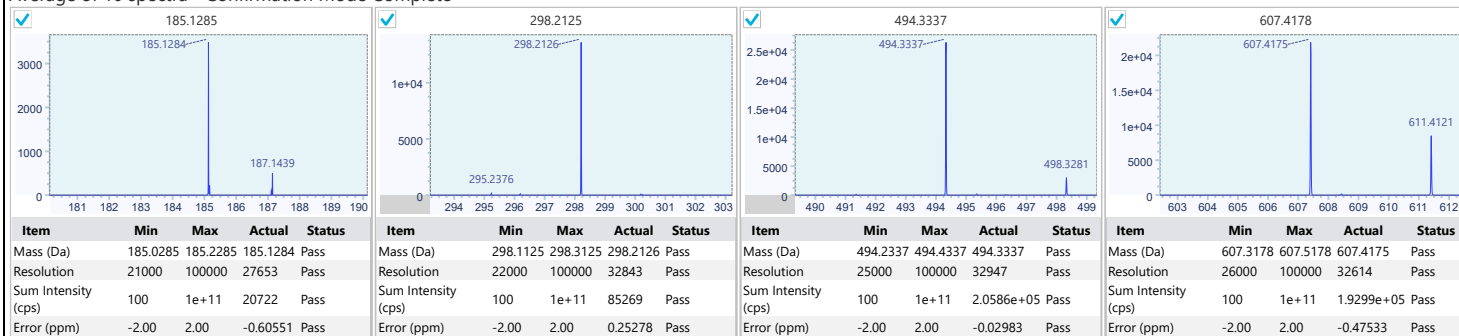 185.1285
185.1284
187.1439
3000
2000
1000
0
181 182 183 184 185 186 187 188 189 190
Item Min Max Actual Status
Mass (Da) 185.0285 185.2285 185.1284 Pass
Resolution 21000 100000 27653 Pass
Sum Intensity (cps) 100 1e+11 20722 Pass
Error (ppm) -2.00 2.00 -0.60551 Pass
298.2125
298.2126
295.2376
1e+04
5000
0
294 295 296 297 298 299 300 301 302 303
Item Min Max Actual Status
Mass (Da) 298.1125 298.3125 298.2126 Pass
Resolution 22000 100000 32843 Pass
Sum Intensity (cps) 100 1e+11 85269 Pass
Error (ppm) -2.00 2.00 0.25278 Pass
494.3337
494.3337
498.3281
2.5e+04
2e+04
1.5e+04
1e+04
5000
0
490 491 492 493 494 495 496 497 498 499
Item Min Max Actual Status
Mass (Da) 494.2337 494.4337 494.3337 Pass
Resolution 25000 100000 32947 Pass
Sum Intensity (cps) 100 1e+11 2.0586e+05 Pass
Error (ppm) -2.00 2.00 -0.02983 Pass
607.4178
607.4175
611.4121
2e+04
1.5e+04
1e+04
5000
0
603 604 605 606 607 608 609 610 611 612
Item Min Max Actual Status
Mass (Da) 607.3178 607.5178 607.4175 Pass
Resolution 26000 100000 32614 Pass
Sum Intensity (cps) 100 1e+11 1.9299e+05 Pass
Error (ppm) -2.00 2.00 -0.47533 Pass